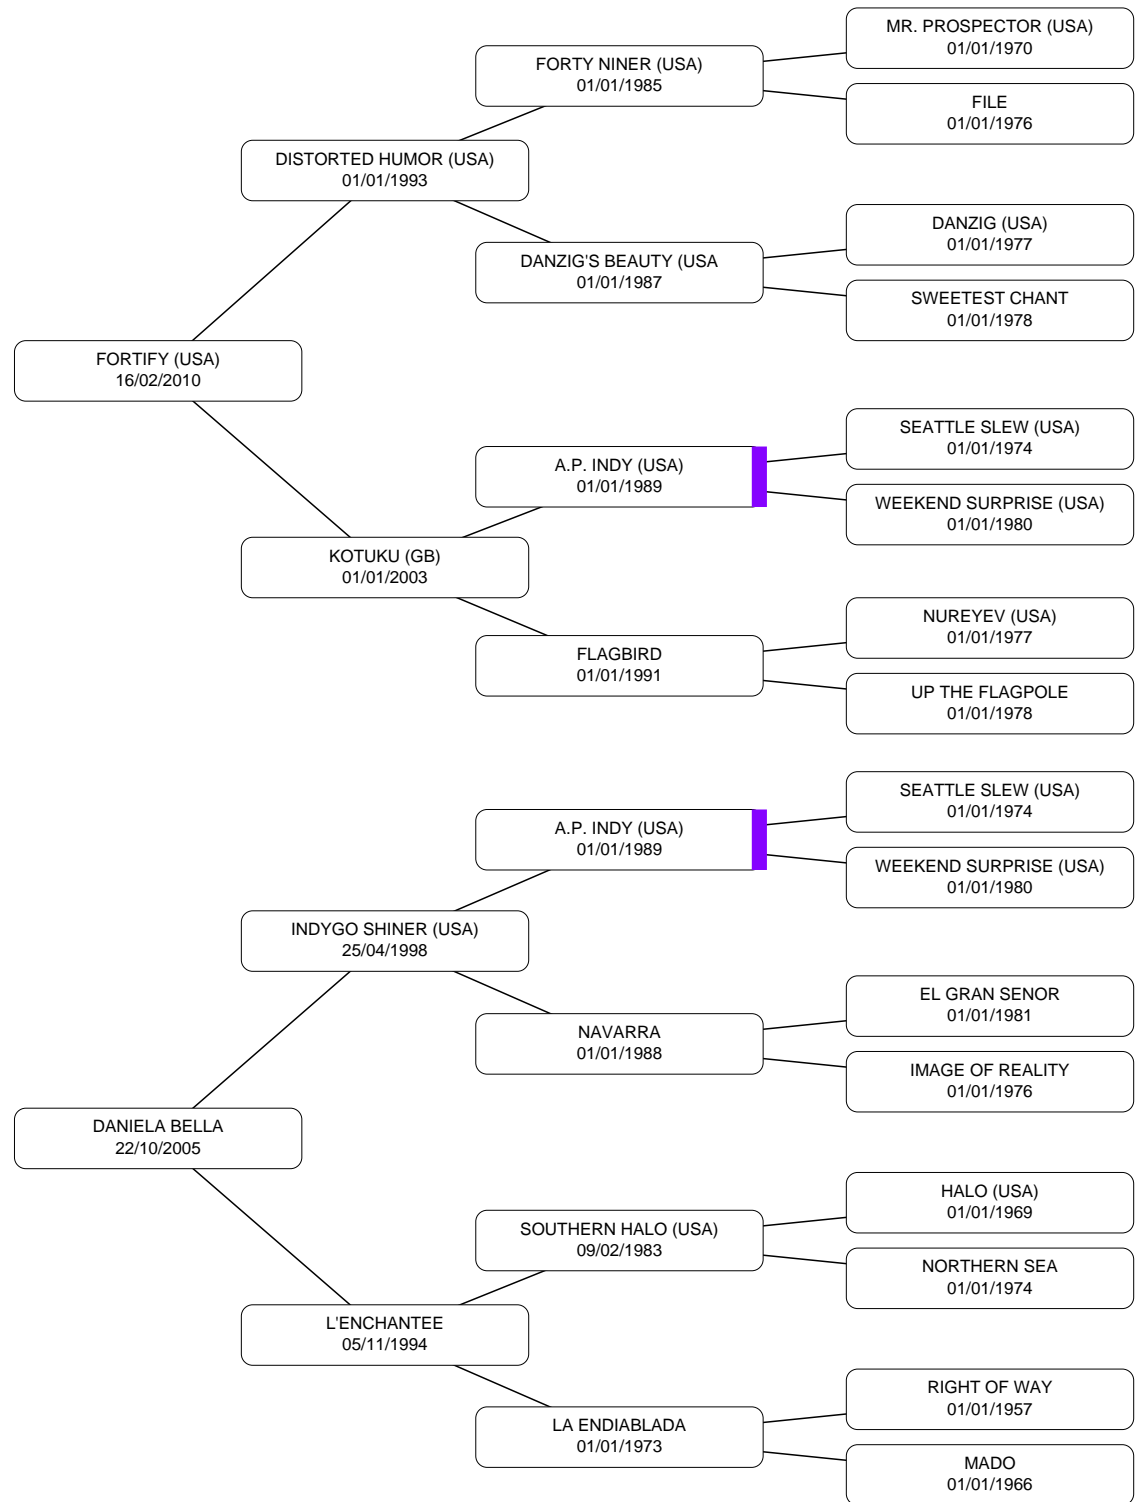 MR. PROSPECTOR (USA)
01/01/1970
FORTY NINER (USA)
01/01/1985
FILE
01/01/1976
DISTORTED HUMOR (USA)
01/01/1993
DANZIG (USA)
01/01/1977
DANZIG'S BEAUTY (USA
01/01/1987
SWEETEST CHANT
01/01/1978
FORTIFY (USA)
16/02/2010
SEATTLE SLEW (USA)
01/01/1974
A.P. INDY (USA)
01/01/1989
WEEKEND SURPRISE (USA)
01/01/1980
KOTUKU (GB)
01/01/2003
NUREYEV (USA)
01/01/1977
FLAGBIRD
01/01/1991
UP THE FLAGPOLE
01/01/1978
SEATTLE SLEW (USA)
01/01/1974
A.P. INDY (USA)
01/01/1989
WEEKEND SURPRISE (USA)
01/01/1980
INDYGO SHINER (USA)
25/04/1998
EL GRAN SENOR
01/01/1981
NAVARRA
01/01/1988
IMAGE OF REALITY
01/01/1976
DANIELA BELLA
22/10/2005
HALO (USA)
01/01/1969
SOUTHERN HALO (USA)
09/02/1983
NORTHERN SEA
01/01/1974
L'ENCHANTEE
05/11/1994
RIGHT OF WAY
01/01/1957
LA ENDIABLADA
01/01/1973
MADO
01/01/1966